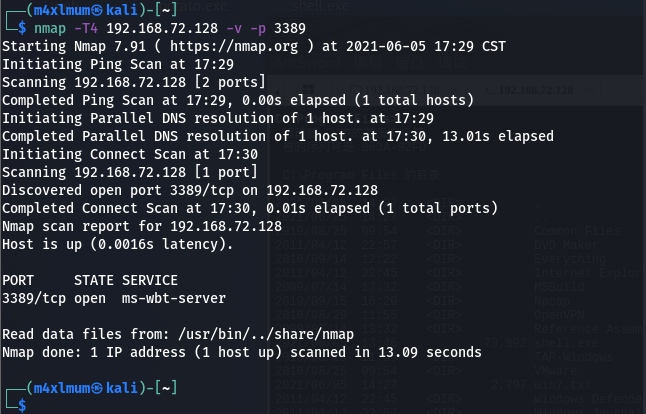 shell.exe
┌──(m4xlmum㉿kali)-[~]
└─$ nmap -T4 192.168.72.128 -v -p 3389
Starting Nmap 7.91 ( https://nmap.org ) at 2021-06-05 17:29 CST
Initiating Ping Scan at 17:29
Scanning 192.168.72.128 [2 ports]
Completed Ping Scan at 17:29, 0.00s elapsed (1 total hosts)
Initiating Parallel DNS resolution of 1 host. at 17:29
Completed Parallel DNS resolution of 1 host. at 17:30, 13.01s elapsed
Initiating Connect Scan at 17:30
Scanning 192.168.72.128 [1 port]
Discovered open port 3389/tcp on 192.168.72.128
Completed Connect Scan at 17:30, 0.01s elapsed (1 total ports)
Nmap scan report for 192.168.72.128
Host is up (0.0016s latency).
PORT     STATE SERVICE
3389/tcp open  ms-wbt-server
Read data files from: /usr/bin/../share/nmap
Nmap done: 1 IP address (1 host up) scanned in 13.09 seconds
┌──(m4xlmum㉿kali)-[~]
└─$